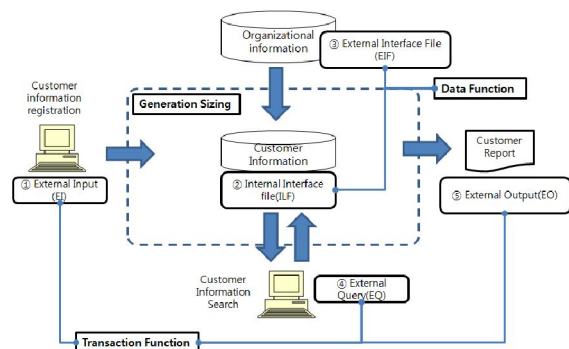 Organizational
information
③ External Interface File
(EIF)
Customer
information
registration
Generation Sizing
Data Function
Customer
Information
Customer
Report
① External Input
(EI)
② Internal Interface
file(ILF)
⑤ External Output(EO)
Customer
Information
Search
④ External
Query(EQ)
Transaction Function